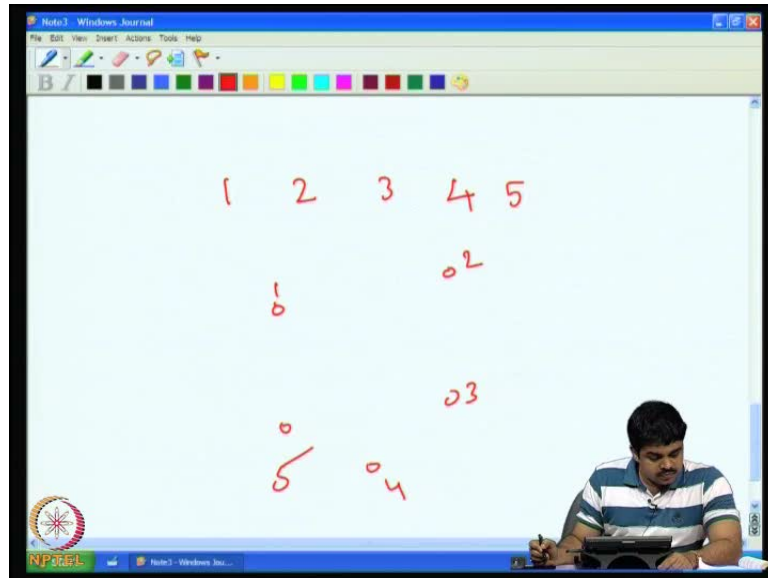 Note3 - Windows Journal
File Edit View Insert Actions Tools Help
B I
1 2 3 4 5
2
1
3
5
4
NPTEL
Note3 - Windows Jou...